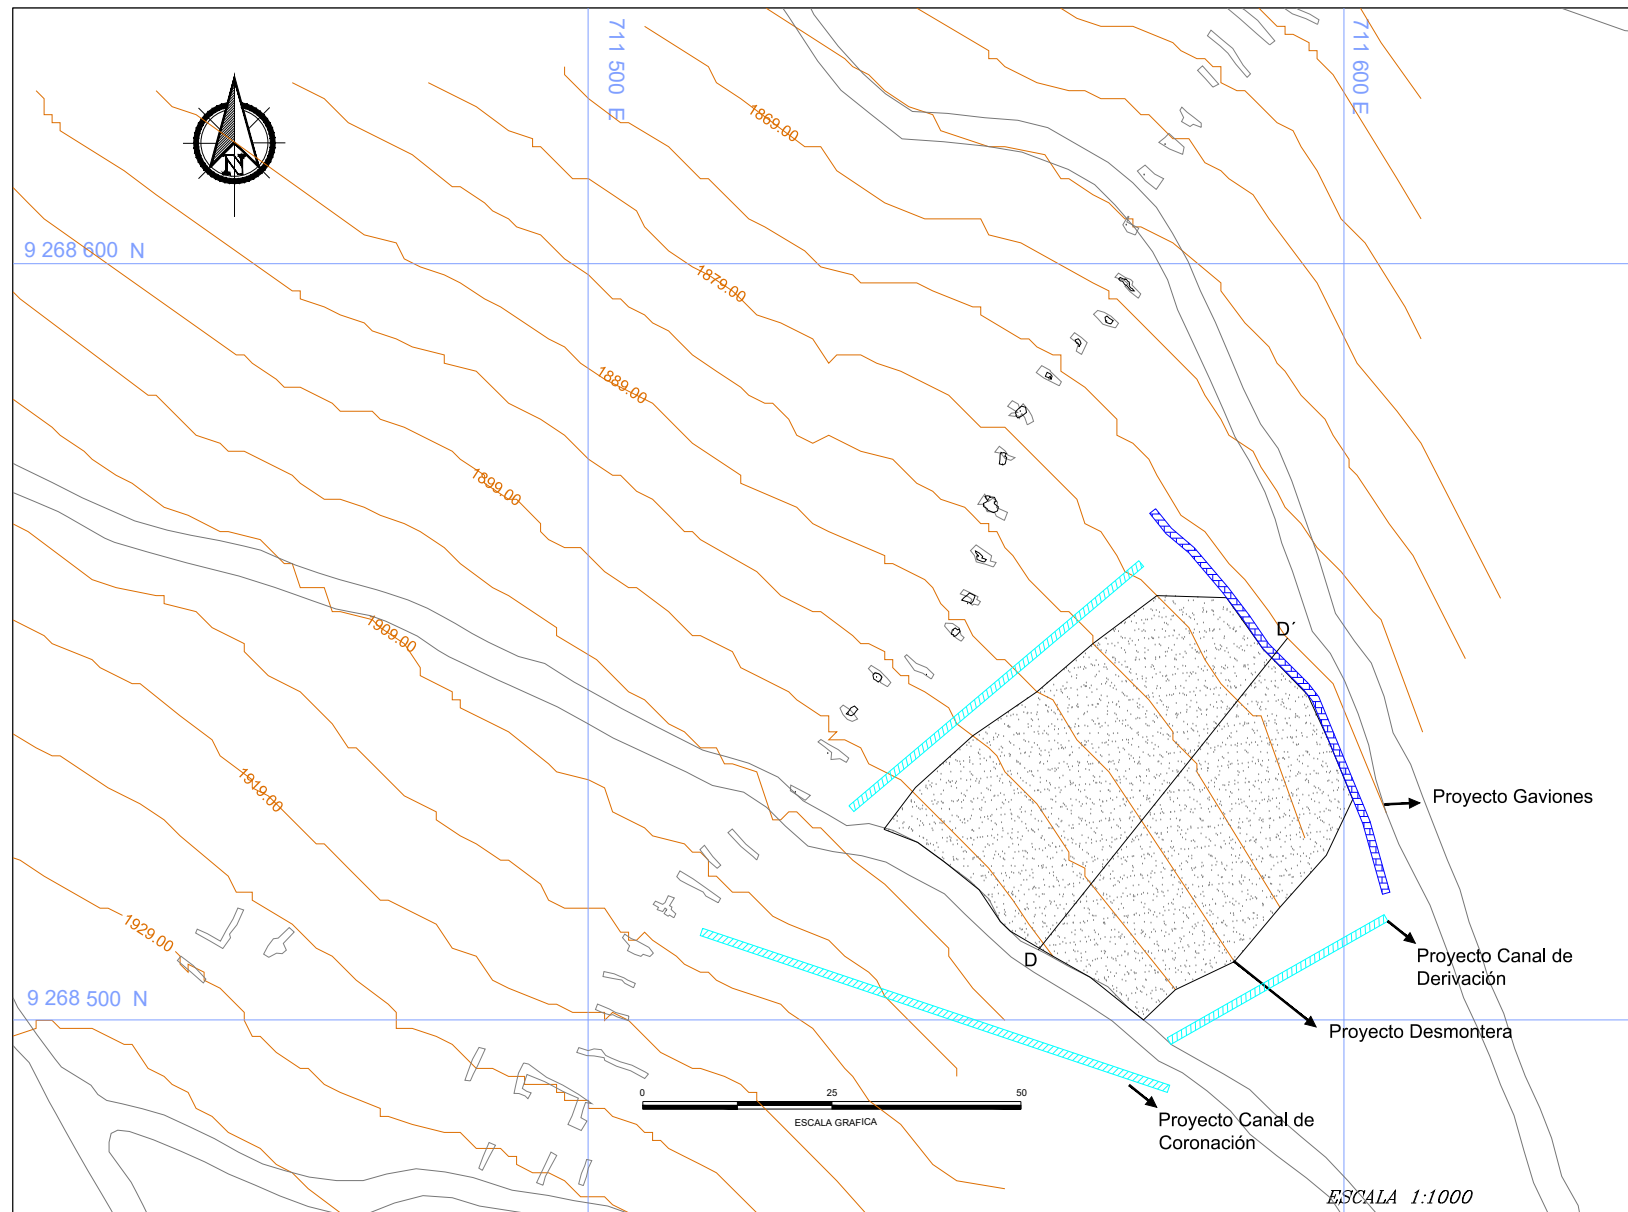 711 500 E
711 600 E
1869.00
N
9 268 600 N
1879.00
1889.00
1899.00
1909.00
D´
1919.00
Proyecto Gaviones
1929.00
D
Proyecto Canal de
Derivación
9 268 500 N
Proyecto Desmontera
0 25 50
ESCALA GRAFICA
Proyecto Canal de
Coronación
ESCALA 1:1000